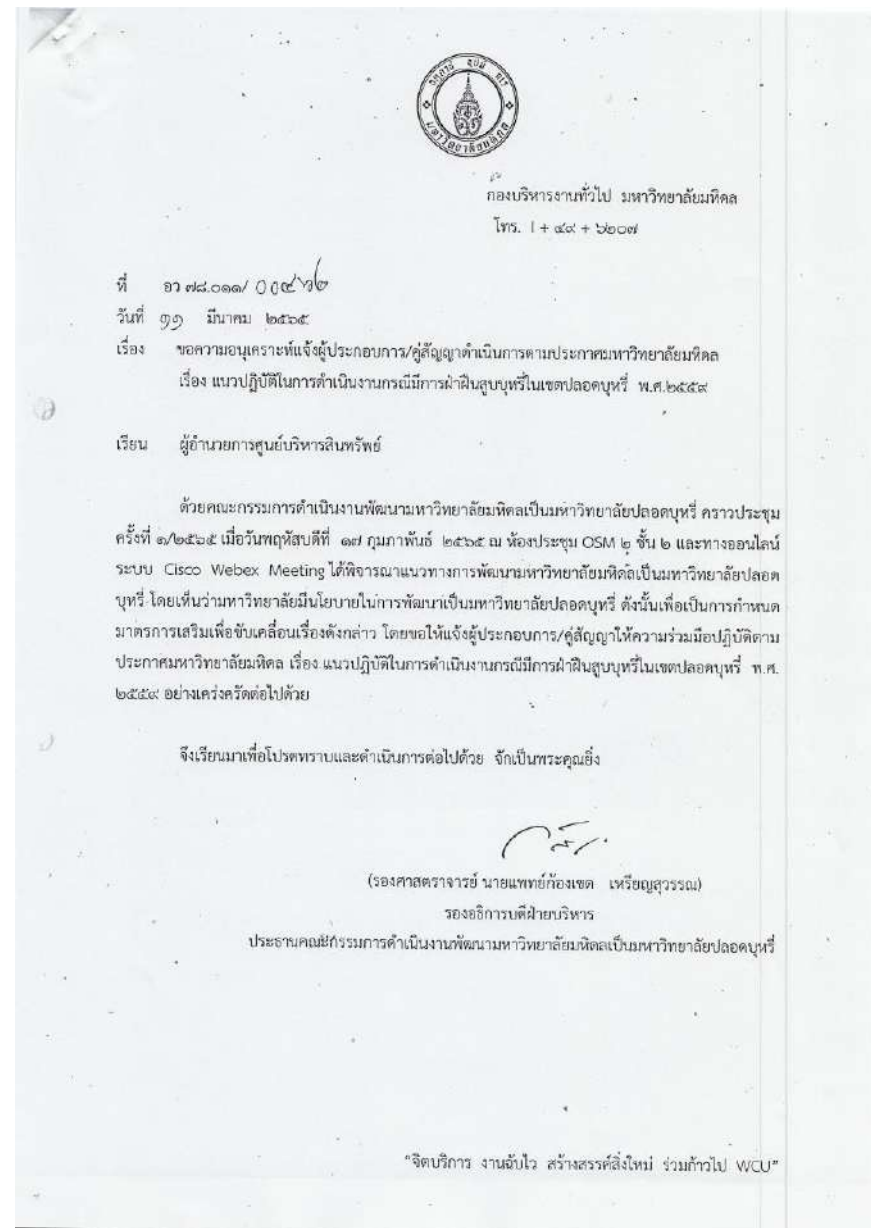 อตฺตานํ อุปมํ กเร
มหาวิทยาลัยมหิดล
กองบริหารงานทั่วไป มหาวิทยาลัยมหิดล
โทร. ๑ + ๔๙ + ๖๒๐๗
ที่ อว ๗๘.๐๑๑/
วันที่ ๑๑ มีนาคม ๒๕๖๕
เรื่อง ขอความอนุเคราะห์แจ้งผู้ประกอบการ/คู่สัญญาดำเนินการตามประกาศมหาวิทยาลัยมหิดล
เรื่อง แนวปฏิบัติในการดำเนินงานกรณีมีการฝ่าฝืนสูบบุหรี่ในเขตปลอดบุหรี่ พ.ศ.๒๕๕๙
เรียน ผู้อำนวยการศูนย์บริหารสินทรัพย์
ด้วยคณะกรรมการดำเนินงานพัฒนามหาวิทยาลัยมหิดลเป็นมหาวิทยาลัยปลอดบุหรี่ คราวประชุม
ครั้งที่ ๑/๒๕๖๕ เมื่อวันพฤหัสบดีที่ ๑๗ กุมภาพันธ์ ๒๕๖๕ ณ ห้องประชุม OSM ๒ ชั้น ๒ และทางออนไลน์
ระบบ Cisco Webex Meeting ได้พิจารณาแนวทางการพัฒนามหาวิทยาลัยมหิดลเป็นมหาวิทยาลัยปลอด
บุหรี่ โดยเห็นว่ามหาวิทยาลัยมีนโยบายในการพัฒนาเป็นมหาวิทยาลัยปลอดบุหรี่ ดังนั้นเพื่อเป็นการกำหนด
มาตรการเสริมเพื่อขับเคลื่อนเรื่องดังกล่าว โดยขอให้แจ้งผู้ประกอบการ/คู่สัญญาให้ความร่วมมือปฏิบัติตาม
ประกาศมหาวิทยาลัยมหิดล เรื่อง แนวปฏิบัติในการดำเนินงานกรณีมีการฝ่าฝืนสูบบุหรี่ในเขตปลอดบุหรี่ พ.ศ.
๒๕๕๙ อย่างเคร่งครัดต่อไปด้วย
จึงเรียนมาเพื่อโปรดทราบและดำเนินการต่อไปด้วย จักเป็นพระคุณยิ่ง
(รองศาสตราจารย์ นายแพทย์ก้องเขต เหรียญสุวรรณ)
รองอธิการบดีฝ่ายบริหาร
ประธานคณะกรรมการดำเนินงานพัฒนามหาวิทยาลัยมหิดลเป็นมหาวิทยาลัยปลอดบุหรี่
"จิตบริการ งานฉับไว สร้างสรรค์สิ่งใหม่ ร่วมก้าวไป WCU"